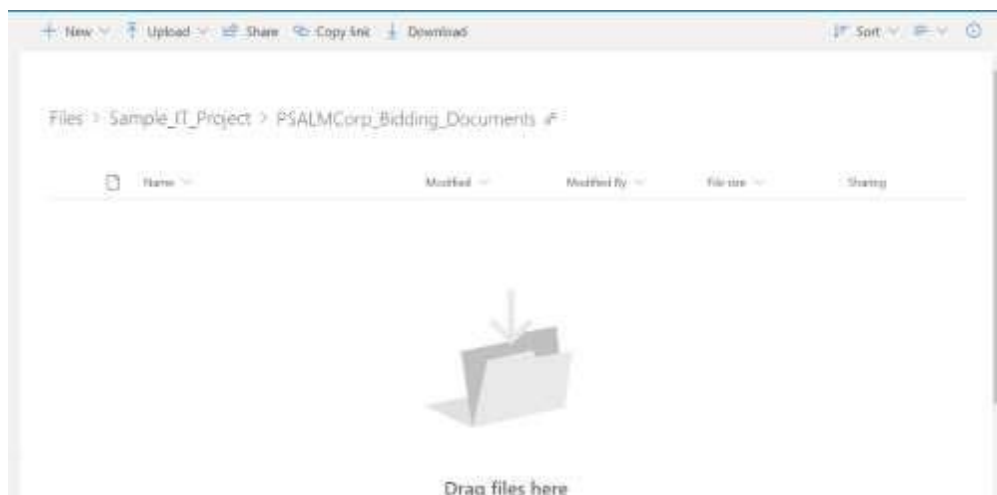 New Upload Share Copy link Download Sort
Files > Sample_IT_Project > PSALMCorp_Bidding_Documents
Name Modified Modified By File size Sharing
Drag files here